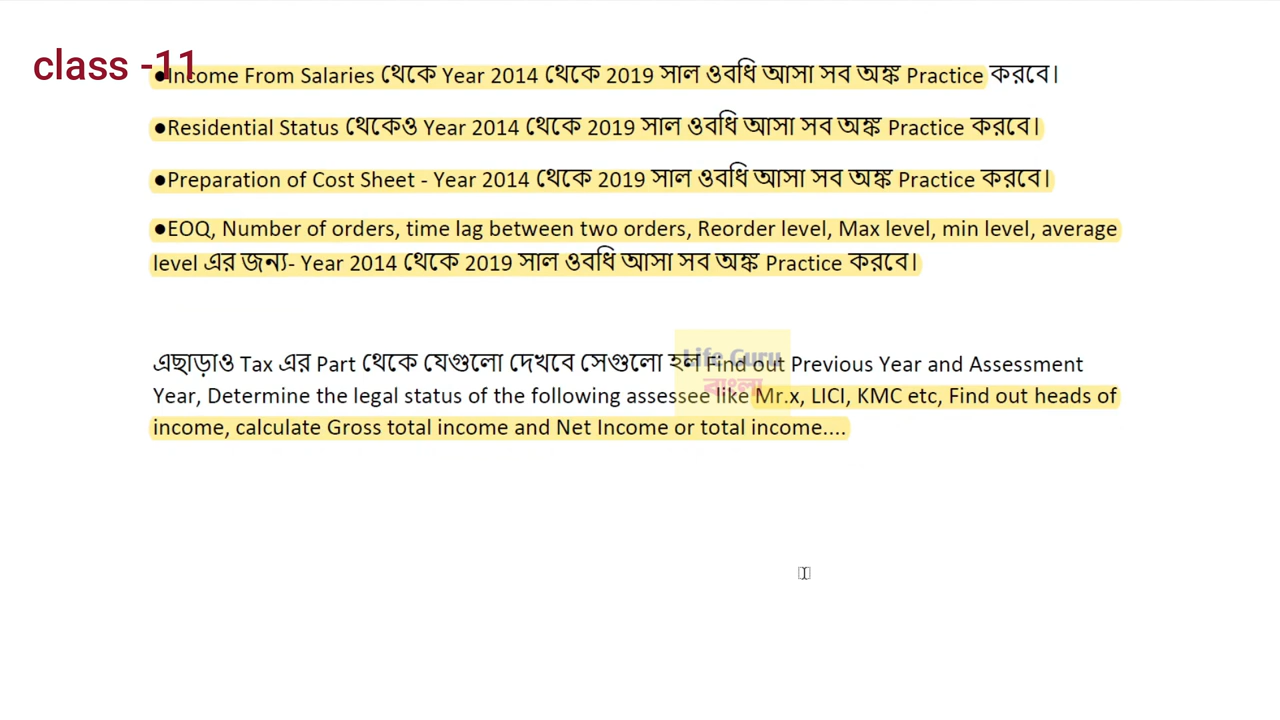 class -11
●Income From Salaries থেকে Year 2014 থেকে 2019 সাল ওবধি আসা সব অঙ্ক Practice করবে।
●Residential Status থেকেও Year 2014 থেকে 2019 সাল ওবধি আসা সব অঙ্ক Practice করবে।
●Preparation of Cost Sheet - Year 2014 থেকে 2019 সাল ওবধি আসা সব অঙ্ক Practice করবে।
●EOQ, Number of orders, time lag between two orders, Reorder level, Max level, min level, average
level এর জন্য- Year 2014 থেকে 2019 সাল ওবধি আসা সব অঙ্ক Practice করবে।
এছাড়াও Tax এর Part থেকে যেগুলো দেখবে সেগুলো হল Find out Previous Year and Assessment
Year, Determine the legal status of the following assessee like Mr.x, LICI, KMC etc, Find out heads of
income, calculate Gross total income and Net Income or total income....
Life Guru
বাংলা